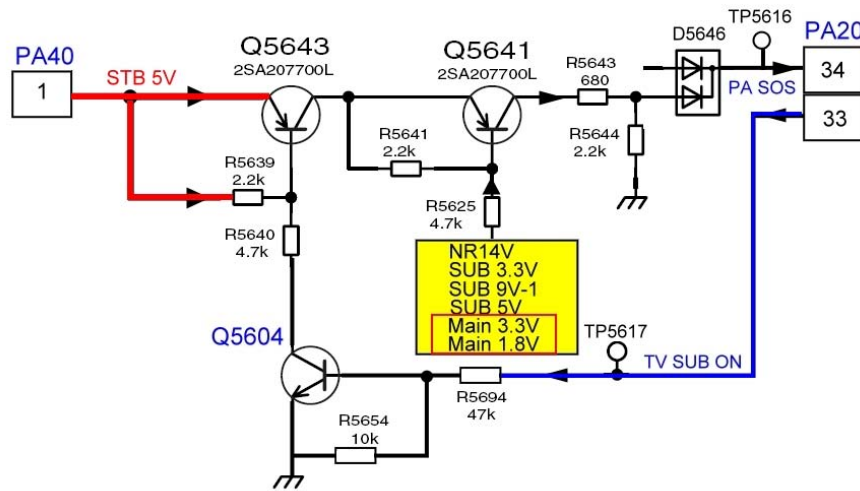 PA40
1
STB 5V
Q5643
2SA207700L
Q5641
2SA207700L
R5643
680
D5646
TP5616
PA20
34
PA SOS
33
R5641
2.2k
R5644
2.2k
R5639
2.2k
R5625
4.7k
R5640
4.7k
NR14V
SUB 3.3V
SUB 9V-1
SUB 5V
Main 3.3V
Main 1.8V
Q5604
TP5617
TV SUB ON
R5694
47k
R5654
10k